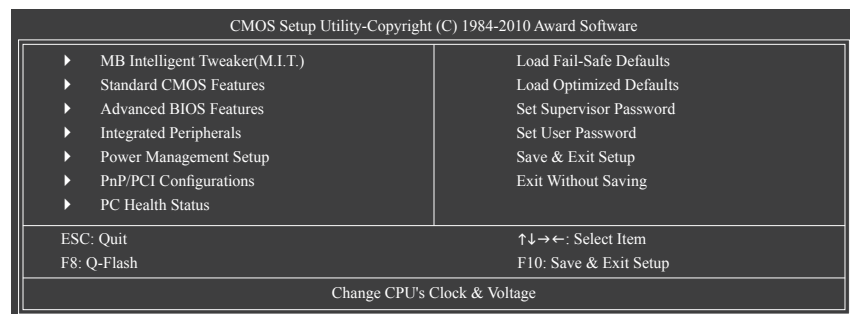 CMOS Setup Utility-Copyright (C) 1984-2010 Award Software
MB Intelligent Tweaker(M.I.T.)
Standard CMOS Features
Advanced BIOS Features
Integrated Peripherals
Power Management Setup
PnP/PCI Configurations
PC Health Status
Load Fail-Safe Defaults
Load Optimized Defaults
Set Supervisor Password
Set User Password
Save & Exit Setup
Exit Without Saving
ESC: Quit
F8: Q-Flash
↑↓→←: Select Item
F10: Save & Exit Setup
Change CPU's Clock & Voltage